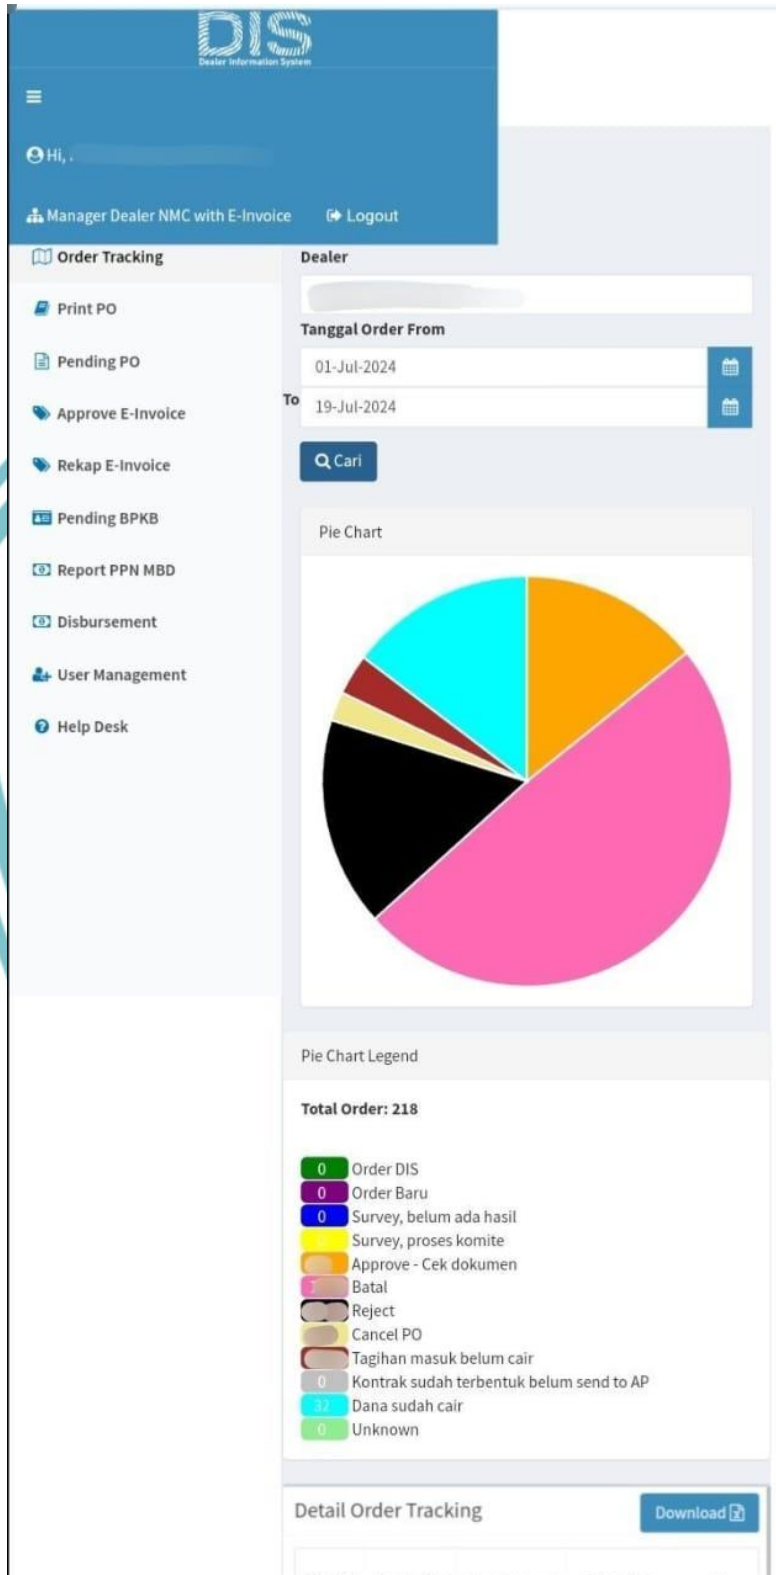 DIS
Dealer Information System
Hi, .
Manager Dealer NMC with E-Invoice Logout
Order Tracking
Print PO
Pending PO
Approve E-Invoice
Rekap E-Invoice
Pending BPKB
Report PPN MBD
Disbursement
User Management
Help Desk
Dealer
Tanggal Order From
01-Jul-2024
To
19-Jul-2024
Cari
Pie Chart
Pie Chart Legend
Total Order: 218
0 Order DIS
0 Order Baru
0 Survey, belum ada hasil
0 Survey, proses komite
Approve - Cek dokumen
Batal
Reject
Cancel PO
Tagihan masuk belum cair
0 Kontrak sudah terbentuk belum send to AP
32 Dana sudah cair
0 Unknown
Detail Order Tracking
Download